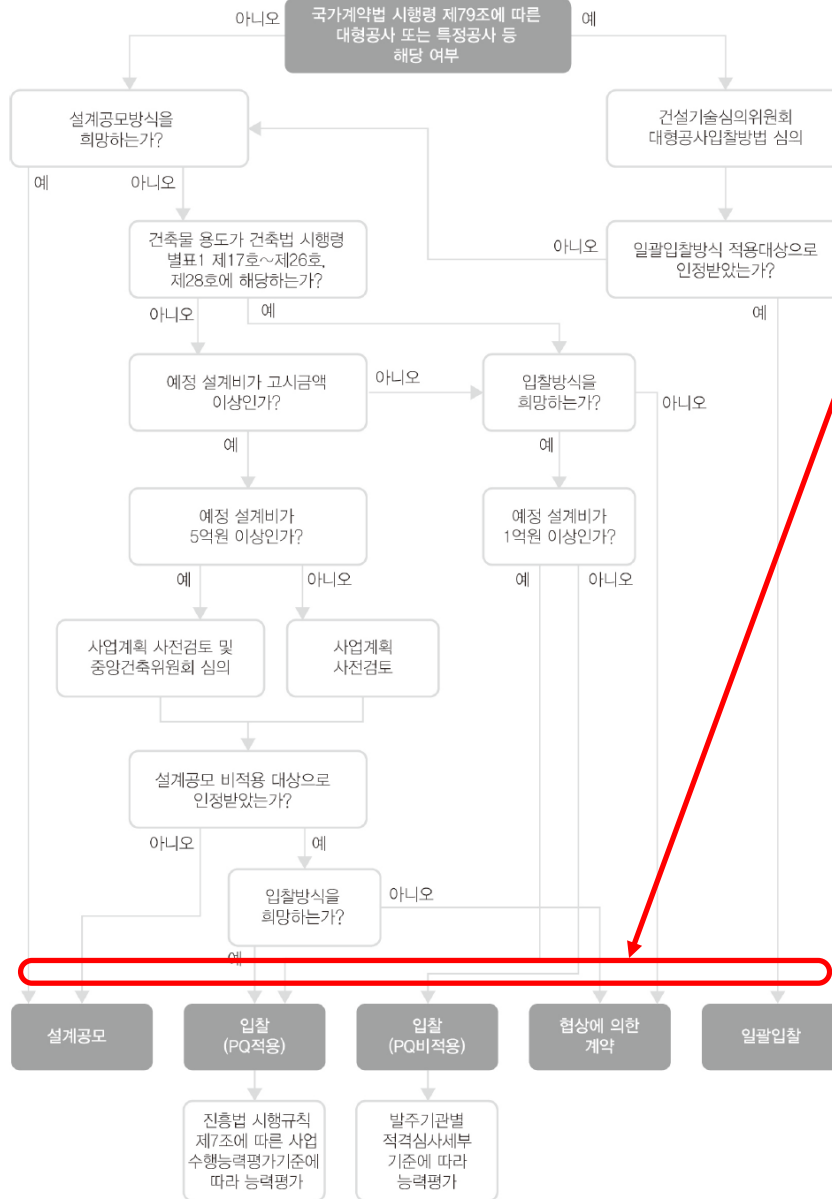 국가계약법 시행령 제79조에 따른
대형공사 또는 특정공사 등
해당 여부
아니오
예
설계공모방식을
희망하는가?
건설기술심의위원회
대형공사입찰방법 심의
예
아니오
건축물 용도가 건축법 시행령
별표1 제17호~제26호,
제28호에 해당하는가?
아니오
일괄입찰방식 적용대상으로
인정받았는가?
아니오
예
예
예정 설계비가 고시금액
이상인가?
아니오
입찰방식을
희망하는가?
아니오
예
예
예정 설계비가
5억원 이상인가?
예정 설계비가
1억원 이상인가?
예
아니오
예
아니오
사업계획 사전검토 및
중앙건축위원회 심의
사업계획
사전검토
설계공모 비적용 대상으로
인정받았는가?
아니오
예
입찰방식을
희망하는가?
아니오
예
설계공모
입찰
(PQ적용)
입찰
(PQ비적용)
협상에 의한
계약
일괄입찰
진흥법 시행규칙
제7조에 따른 사업
수행능력평가기준에
따라 능력평가
발주기관별
적격심사세부
기준에 따라
능력평가